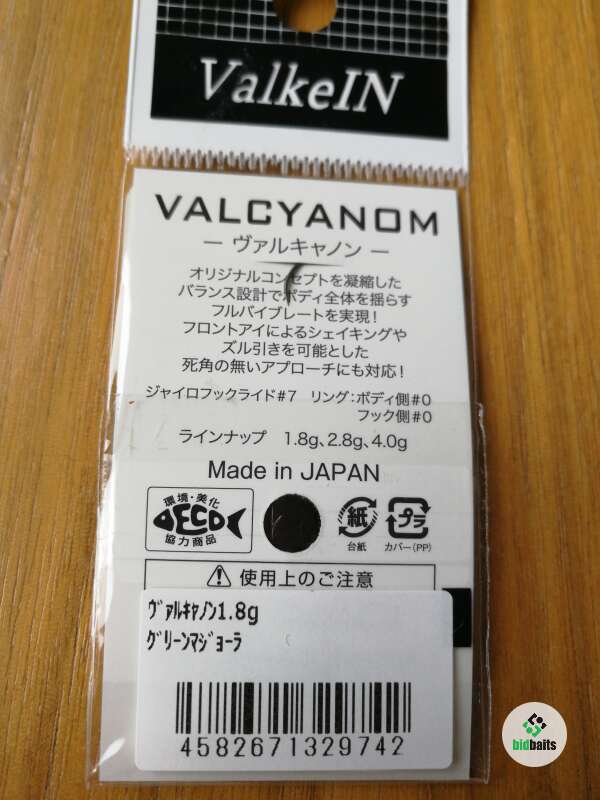 ValkeIN
VALCYANOM
― ヴァルキャノン ―
オリジナルコンセプトを凝縮した
バランス設計でボディ全体を揺らす
フルバイブレートを実現！
フロントアイによるシェイキングや
ズル引きを可能とした
死角の無いアプローチにも対応！
ジャイロフックライド#7　リング：ボディ側#0
フック側#0
ラインナップ　1.8g、2.8g、4.0g
Made in JAPAN
環境・美化
ECO
協力商品
紙
台紙
プラ
カバー(PP)
使用上のご注意
ｳﾞｧﾙｷｬﾉﾝ1.8g
ｸﾞﾘｰﾝﾏｼﾞｮｰﾗ
4582671329742
bidbaits